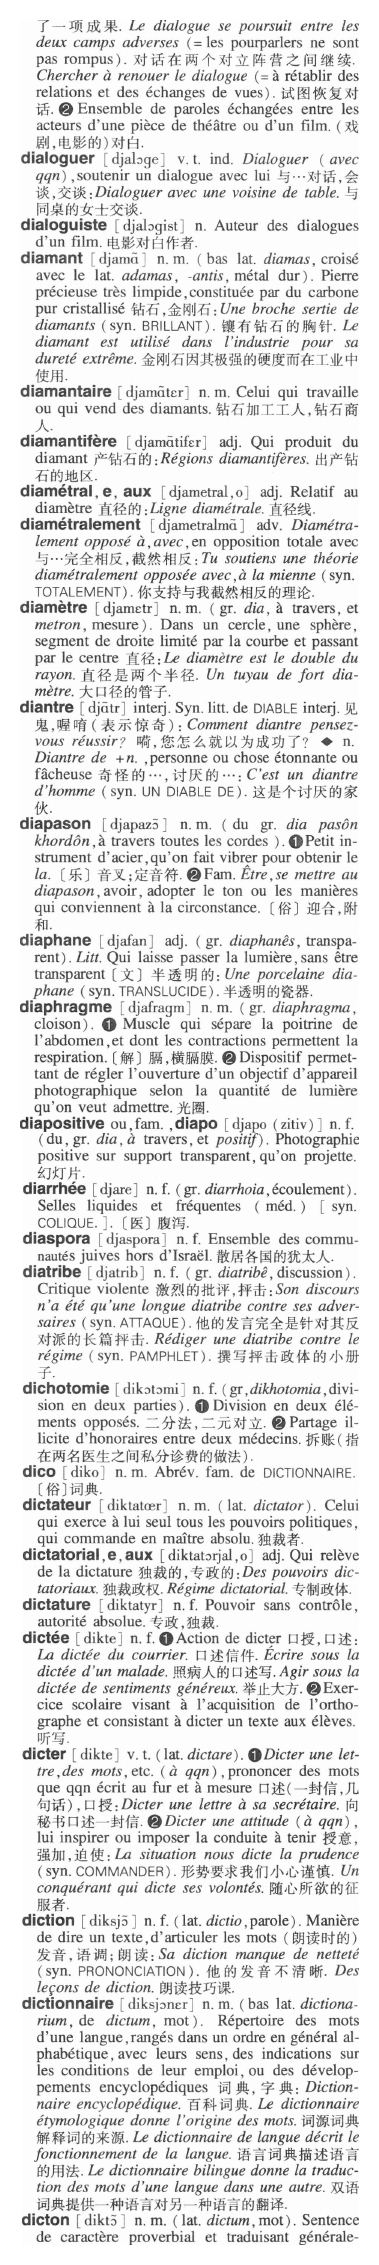 了一项成果. Le dialogue se poursuit entre les
deux camps adverses (= les pourparlers ne sont
pas rompus). 对话在两个对立阵营之间继续.
Chercher à renouer le dialogue (= à rétablir des
relations et des échanges de vues). 试图恢复对
话. ❷ Ensemble de paroles échangées entre les
acteurs d'une pièce de théâtre ou d'un film. (戏
剧,电影的)对白.
dialoguer [djalɔge] v. t. ind. Dialoguer (avec
qqn), soutenir un dialogue avec lui 与…对话,会
谈,交谈: Dialoguer avec une voisine de table. 与
同桌的女士交谈.
dialoguiste [djalɔgist] n. Auteur des dialogues
d'un film. 电影对白作者.
diamant [djamɑ̃] n. m. (bas lat. diamas, croisé
avec le lat. adamas, -antis, métal dur). Pierre
précieuse très limpide, constituée par du carbone
pur cristallisé 钻石,金刚石: Une broche sertie de
diamants (syn. BRILLANT). 镶有钻石的胸针. Le
diamant est utilisé dans l'industrie pour sa
dureté extrême. 金刚石因其极强的硬度而在工业中
使用.
diamantaire [djamɑ̃tɛr] n. m. Celui qui travaille
ou qui vend des diamants. 钻石加工工人,钻石商
人.
diamantifère [djamɑ̃tifɛr] adj. Qui produit du
diamant 产钻石的: Régions diamantifères. 出产钻
石的地区.
diamétral, e, aux [djametral,o] adj. Relatif au
diamètre 直径的: Ligne diamétrale. 直径线.
diamétralement [djametralmɑ̃] adv. Diamétra-
lement opposé à, avec, en opposition totale avec
与…完全相反,截然相反: Tu soutiens une théorie
diamétralement opposée avec, à la mienne (syn.
TOTALEMENT). 你支持与我截然相反的理论.
diamètre [djamɛtr] n. m. (gr. dia, à travers, et
metron, mesure). Dans un cercle, une sphère,
segment de droite limité par la courbe et passant
par le centre 直径: Le diamètre est le double du
rayon. 直径是两个半径. Un tuyau de fort dia-
mètre. 大口径的管子.
diantre [djɑ̃tr] interj. Syn. litt. de DIABLE interj. 见
鬼,喔唷(表示惊奇): Comment diantre pensez-
vous réussir? 嗬,您怎么就以为成功了? ◆ n.
Diantre de +n., personne ou chose étonnante ou
fâcheuse 奇怪的…,讨厌的…: C'est un diantre
d'homme (syn. UN DIABLE DE). 这是个讨厌的家
伙.
diapason [djapazɔ̃] n. m. (du gr. dia pasôn
khordôn, à travers toutes les cordes). ❶ Petit in-
strument d'acier, qu'on fait vibrer pour obtenir le
la. 〔乐〕音叉;定音符. ❷ Fam. Être, se mettre au
diapason, avoir, adopter le ton ou les manières
qui conviennent à la circonstance. 〔俗〕迎合,附
和.
diaphane [djafan] adj. (gr. diaphanês, transpa-
rent). Litt. Qui laisse passer la lumière, sans être
transparent 〔文〕半透明的: Une porcelaine dia-
phane (syn. TRANSLUCIDE). 半透明的瓷器.
diaphragme [djafragm] n. m. (gr. diaphragma,
cloison). ❶ Muscle qui sépare la poitrine de
l'abdomen, et dont les contractions permettent la
respiration. 〔解〕膈,横膈膜. ❷ Dispositif permet-
tant de régler l'ouverture d'un objectif d'appareil
photographique selon la quantité de lumière
qu'on veut admettre. 光圈.
diapositive ou, fam., diapo [djapo(zitiv)] n. f.
(du, gr. dia, à travers, et positif). Photographie
positive sur support transparent, qu'on projette.
幻灯片.
diarrhée [djare] n. f. (gr. diarrhoia, écoulement).
Selles liquides et fréquentes (méd.) [syn.
COLIQUE.]. 〔医〕腹泻.
diaspora [djaspora] n. f. Ensemble des commu-
nautés juives hors d'Israël. 散居各国的犹太人.
diatribe [djatrib] n. f. (gr. diatribê, discussion).
Critique violente 激烈的批评,抨击: Son discours
n'a été qu'une longue diatribe contre ses adver-
saires (syn. ATTAQUE). 他的发言完全是针对其反
对派的长篇抨击. Rédiger une diatribe contre le
régime (syn. PAMPHLET). 撰写抨击政体的小册
子.
dichotomie [dikɔtɔmi] n. f. (gr, dikhotomia, divi-
sion en deux parties). ❶ Division en deux élé-
ments opposés. 二分法,二元对立. ❷ Partage il-
licite d'honoraires entre deux médecins. 拆账(指
在两名医生之间私分诊费的做法).
dico [diko] n. m. Abrév. fam. de DICTIONNAIRE.
〔俗〕词典.
dictateur [diktatœr] n. m. (lat. dictator). Celui
qui exerce à lui seul tous les pouvoirs politiques,
qui commande en maître absolu. 独裁者.
dictatorial, e, aux [diktatɔrjal,o] adj. Qui relève
de la dictature 独裁的,专政的: Des pouvoirs dic-
tatoriaux. 独裁政权. Régime dictatorial. 专制政体.
dictature [diktatyr] n. f. Pouvoir sans contrôle,
autorité absolue. 专政,独裁.
dictée [dikte] n. f. ❶ Action de dicter 口授,口述:
La dictée du courrier. 口述信件. Écrire sous la
dictée d'un malade. 照病人的口述写. Agir sous la
dictée de sentiments généreux. 举止大方. ❷ Exer-
cice scolaire visant à l'acquisition de l'ortho-
graphe et consistant à dicter un texte aux élèves.
听写.
dicter [dikte] v. t. (lat. dictare). ❶ Dicter une let-
tre, des mots, etc. (à qqn), prononcer des mots
que qqn écrit au fur et à mesure 口述(一封信,几
句话),口授: Dicter une lettre à sa secrétaire. 向
秘书口述一封信. ❷ Dicter une attitude (à qqn),
lui inspirer ou imposer la conduite à tenir 授意,
强加,迫使: La situation nous dicte la prudence
(syn. COMMANDER). 形势要求我们小心谨慎. Un
conquérant qui dicte ses volontés. 随心所欲的征
服者.
diction [diksjɔ̃] n. f. (lat. dictio, parole). Manière
de dire un texte, d'articuler les mots (朗读时的)
发音,语调;朗读: Sa diction manque de netteté
(syn. PRONONCIATION). 他的发音不清晰. Des
leçons de diction. 朗读技巧课.
dictionnaire [diksjɔnɛr] n. m. (bas lat. dictiona-
rium, de dictum, mot). Répertoire des mots
d'une langue, rangés dans un ordre en général al-
phabétique, avec leurs sens, des indications sur
les conditions de leur emploi, ou des dévelop-
pements encyclopédiques 词典,字典: Diction-
naire encyclopédique. 百科词典. Le dictionnaire
étymologique donne l'origine des mots. 词源词典
解释词的来源. Le dictionnaire de langue décrit le
fonctionnement de la langue. 语言词典描述语言
的用法. Le dictionnaire bilingue donne la traduc-
tion des mots d'une langue dans une autre. 双语
词典提供一种语言对另一种语言的翻译.
dicton [diktɔ̃] n. m. (lat. dictum, mot). Sentence
de caractère proverbial et traduisant générale-